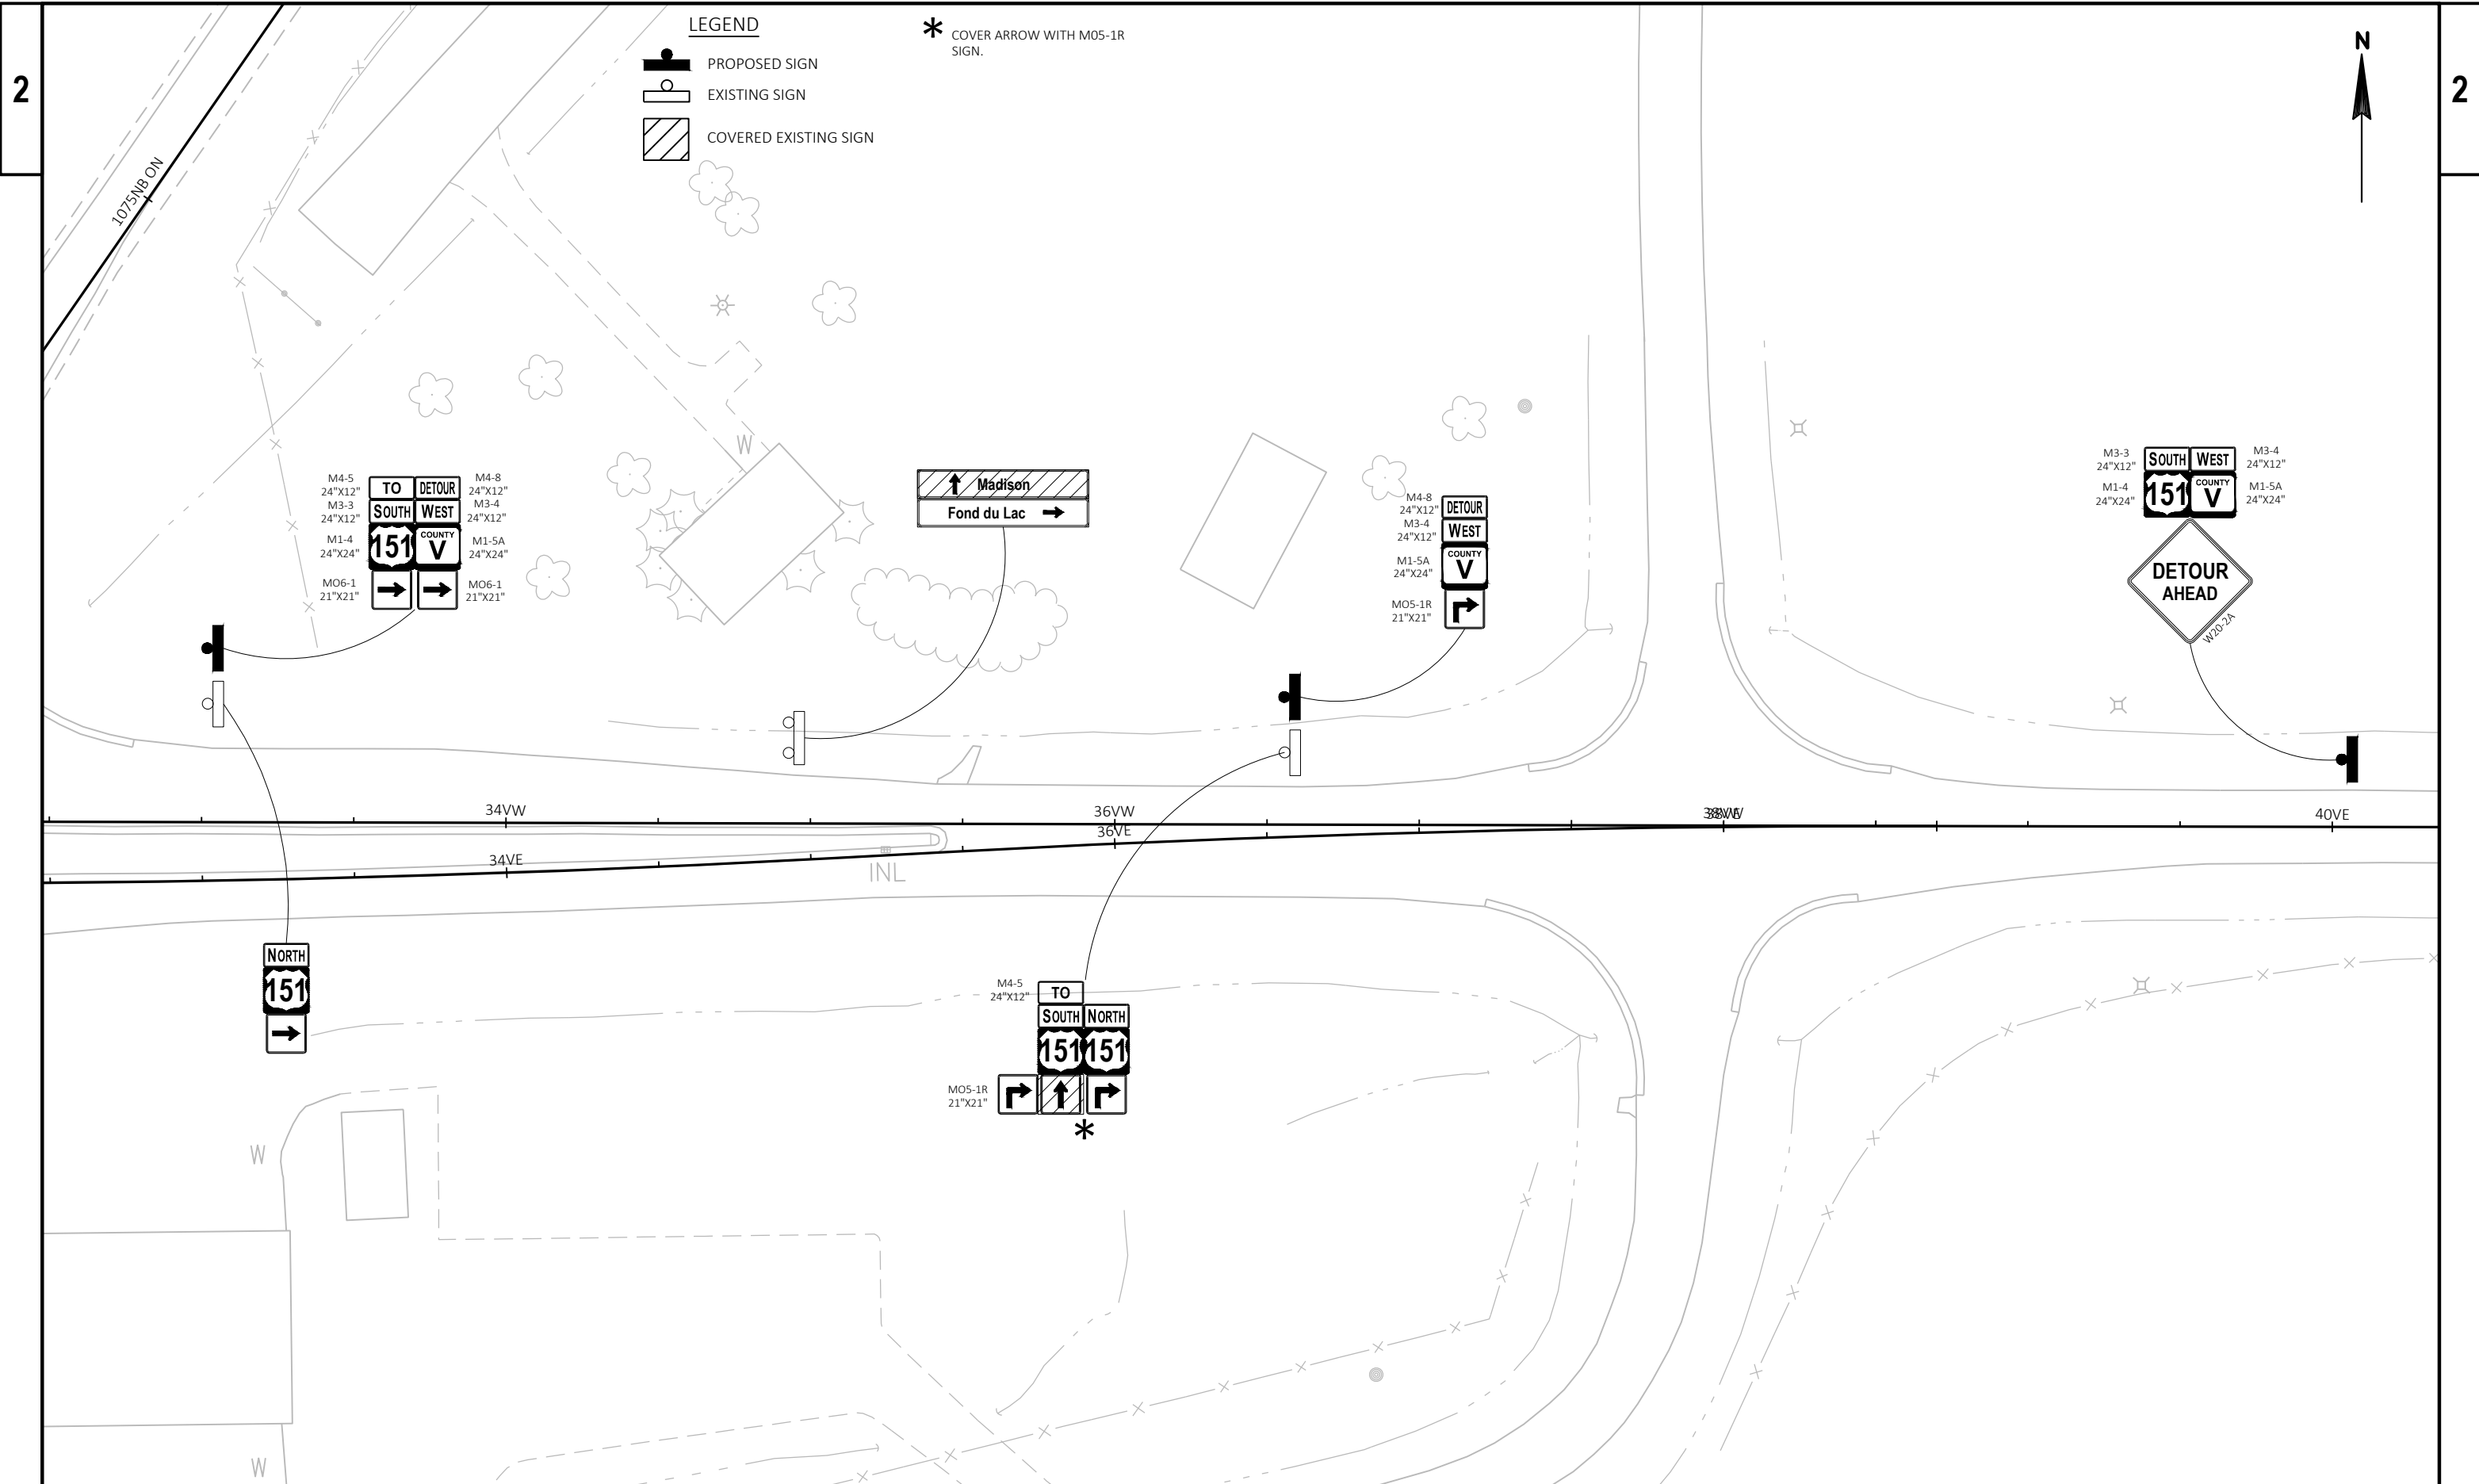 2
LEGEND
PROPOSED SIGN
EXISTING SIGN
COVERED EXISTING SIGN
* COVER ARROW WITH M05-1R
SIGN.
N
2
1075NB ON
W
M4-5
24"X12"
M3-3
24"X12"
M1-4
24"X24"
MO6-1
21"X21"
TO
SOUTH
151
DETOUR
WEST
COUNTY
V
M4-8
24"X12"
M3-4
24"X12"
M1-5A
24"X24"
MO6-1
21"X21"
Madison
Fond du Lac
M4-8
24"X12"
M3-4
24"X12"
M1-5A
24"X24"
MO5-1R
21"X21"
DETOUR
WEST
COUNTY
V
M3-3
24"X12"
M1-4
24"X24"
SOUTH
151
WEST
COUNTY
V
M3-4
24"X12"
M1-5A
24"X24"
DETOUR
AHEAD
W20-2A
34VW
36VW
38VW
38VE
40VE
34VE
36VE
INL
NORTH
151
M4-5
24"X12"
TO
SOUTH
151
NORTH
151
MO5-1R
21"X21"
*
W
W